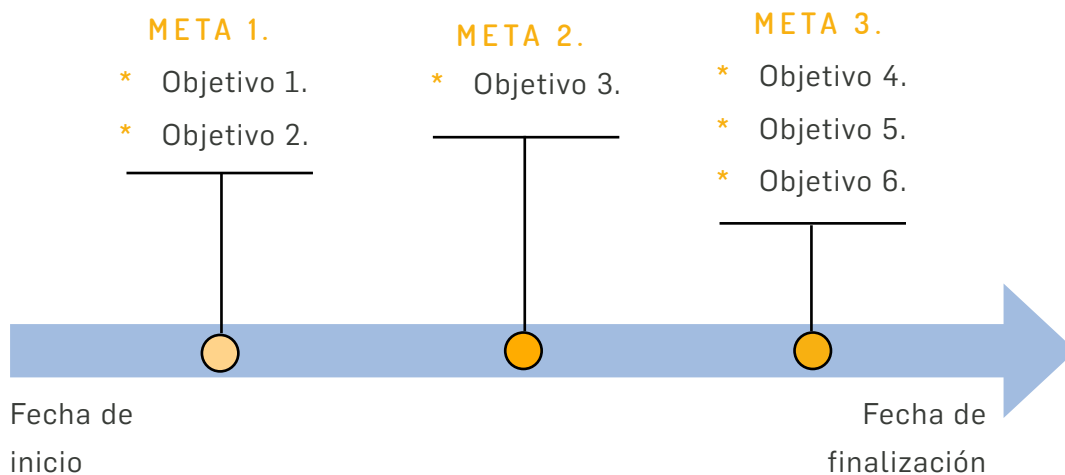 META 1.
* Objetivo 1.
* Objetivo 2.
META 2.
* Objetivo 3.
META 3.
* Objetivo 4.
* Objetivo 5.
* Objetivo 6.
Fecha de
inicio
Fecha de
finalización